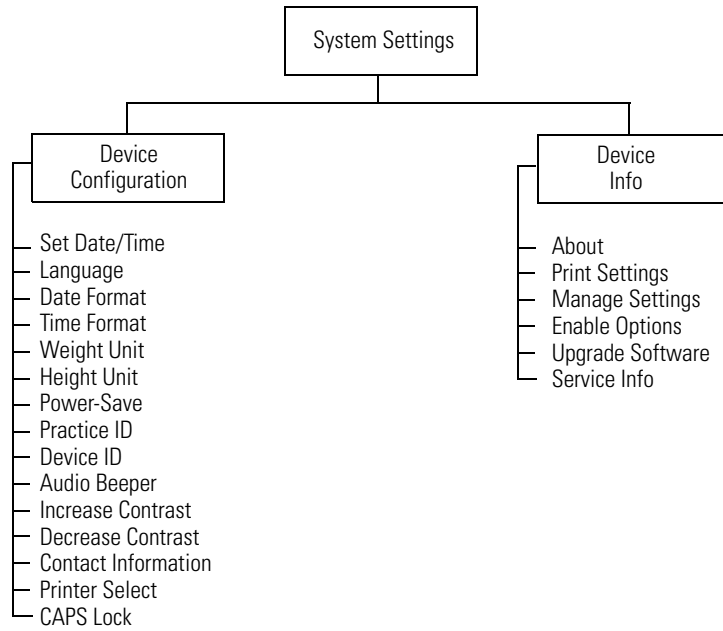 System Settings
Device
Configuration
Set Date/Time
Language
Date Format
Time Format
Weight Unit
Height Unit
Power-Save
Practice ID
Device ID
Audio Beeper
Increase Contrast
Decrease Contrast
Contact Information
Printer Select
CAPS Lock
Device
Info
About
Print Settings
Manage Settings
Enable Options
Upgrade Software
Service Info